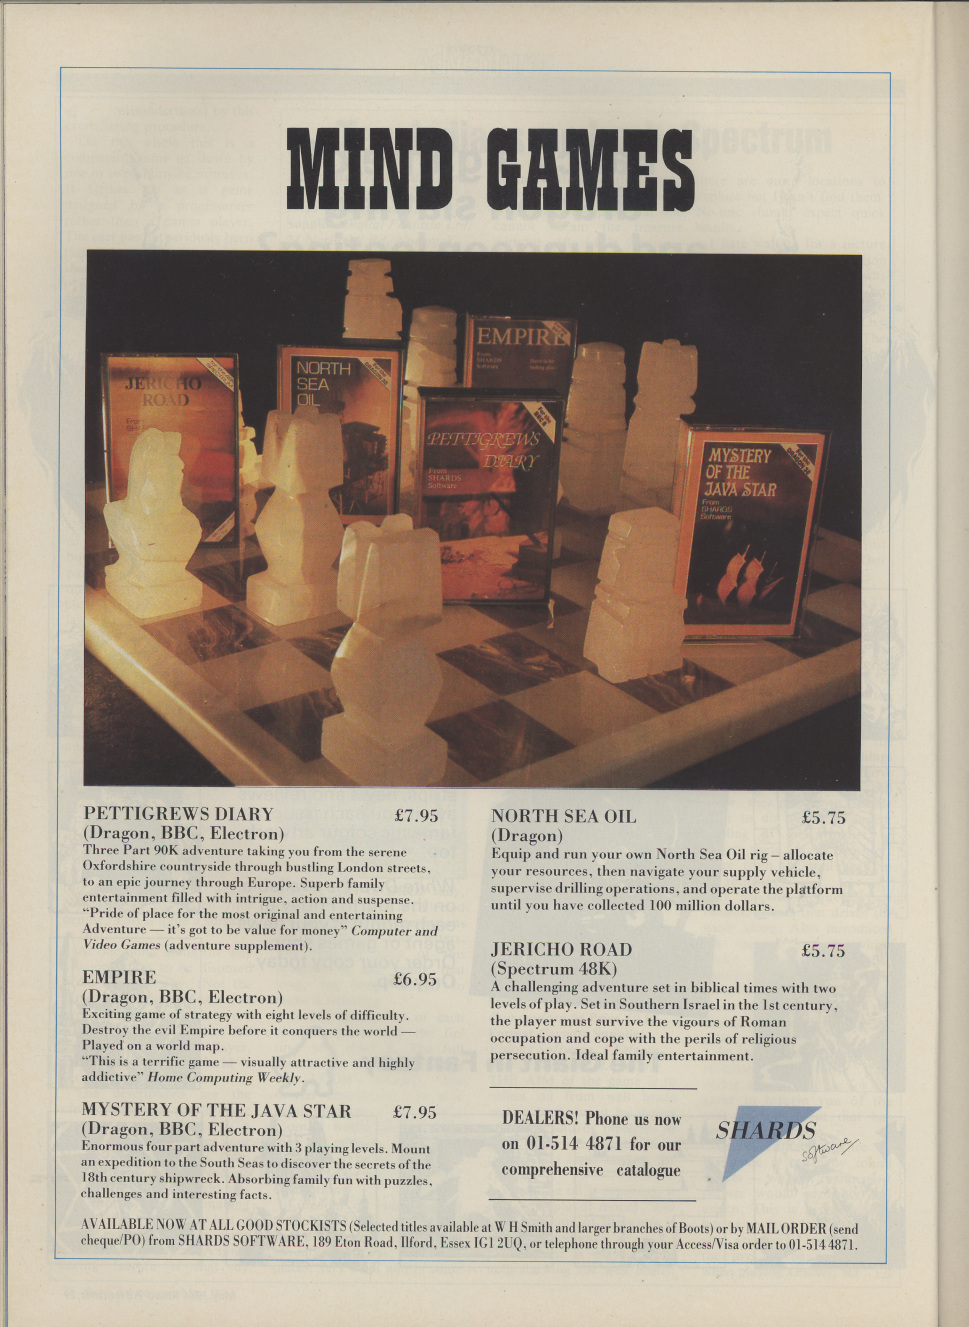 MIND GAMES
EMPIRE
From
SHARDS
Software
JERICHO
ROAD
From
NORTH
SEA
OIL
PETTIGREWS
DIARY
From
SHARDS
Software
MYSTERY
OF THE
JAVA STAR
From
SHARDS
Software
PETTIGREWS DIARY £7.95
(Dragon, BBC, Electron)
Three Part 90K adventure taking you from the serene
Oxfordshire countryside through bustling London streets,
to an epic journey through Europe. Superb family
entertainment filled with intrigue, action and suspense.
“Pride of place for the most original and entertaining
Adventure — it’s got to be value for money” Computer and
Video Games (adventure supplement).
EMPIRE £6.95
(Dragon, BBC, Electron)
Exciting game of strategy with eight levels of difficulty.
Destroy the evil Empire before it conquers the world —
Played on a world map.
“This is a terrific game — visually attractive and highly
addictive” Home Computing Weekly.
MYSTERY OF THE JAVA STAR £7.95
(Dragon, BBC, Electron)
Enormous four part adventure with 3 playing levels. Mount
an expedition to the South Seas to discover the secrets of the
18th century shipwreck. Absorbing family fun with puzzles,
challenges and interesting facts.
NORTH SEA OIL £5.75
(Dragon)
Equip and run your own North Sea Oil rig – allocate
your resources, then navigate your supply vehicle,
supervise drilling operations, and operate the platform
until you have collected 100 million dollars.
JERICHO ROAD £5.75
(Spectrum 48K)
A challenging adventure set in biblical times with two
levels of play. Set in Southern Israel in the 1st century,
the player must survive the vigours of Roman
occupation and cope with the perils of religious
persecution. Ideal family entertainment.
DEALERS! Phone us now
on 01-514 4871 for our
comprehensive catalogue
SHARDS
software
AVAILABLE NOW AT ALL GOOD STOCKISTS (Selected titles available at W H Smith and larger branches of Boots) or by MAIL ORDER (send
cheque/PO) from SHARDS SOFTWARE, 189 Eton Road, Ilford, Essex IG1 2UQ, or telephone through your Access/Visa order to 01-514 4871.